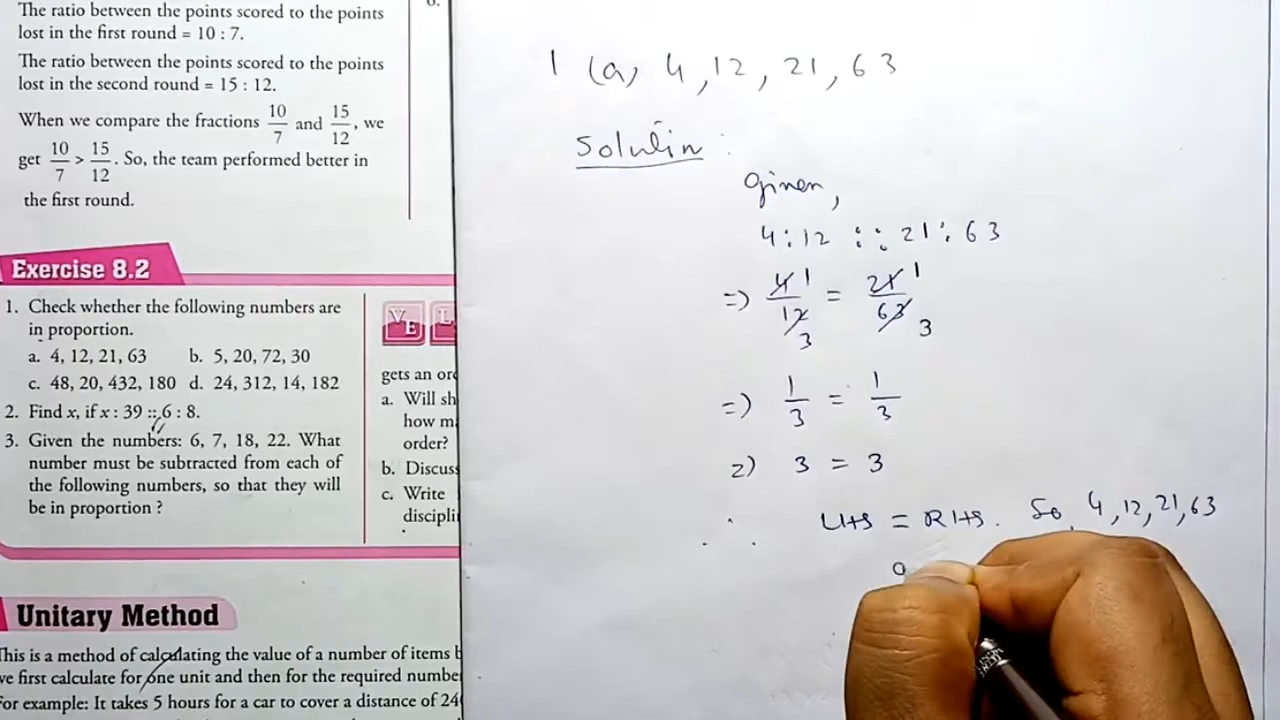 The ratio between the points scored to the points
lost in the first round = 10 : 7.
The ratio between the points scored to the points
lost in the second round = 15 : 12.
When we compare the fractions 10/7 and 15/12, we
get 10/7 > 15/12. So, the team performed better in
the first round.
Exercise 8.2
1. Check whether the following numbers are
in proportion.
a. 4, 12, 21, 63 b. 5, 20, 72, 30
c. 48, 20, 432, 180 d. 24, 312, 14, 182
2. Find x, if x : 39 :: 6 : 8.
3. Given the numbers: 6, 7, 18, 22. What
number must be subtracted from each of
the following numbers, so that they will
be in proportion ?
VE
gets an
a. Will
how
order?
b. Discuss
c. Write
Unitary Method
This is a method of calculating the value of a number of items
we first calculate for one unit and then for the required
For example: It takes 5 hours for a car to cover a distance of
1 (a) 4, 12, 21, 63
Solutin :
Given,
4 : 12 :: 21 : 63
=) 4/12 1/3 = 21/63 1/3
=) 1/3 = 1/3
=) 3 = 3
∴ LHS = RHS. So, 4, 12, 21, 63